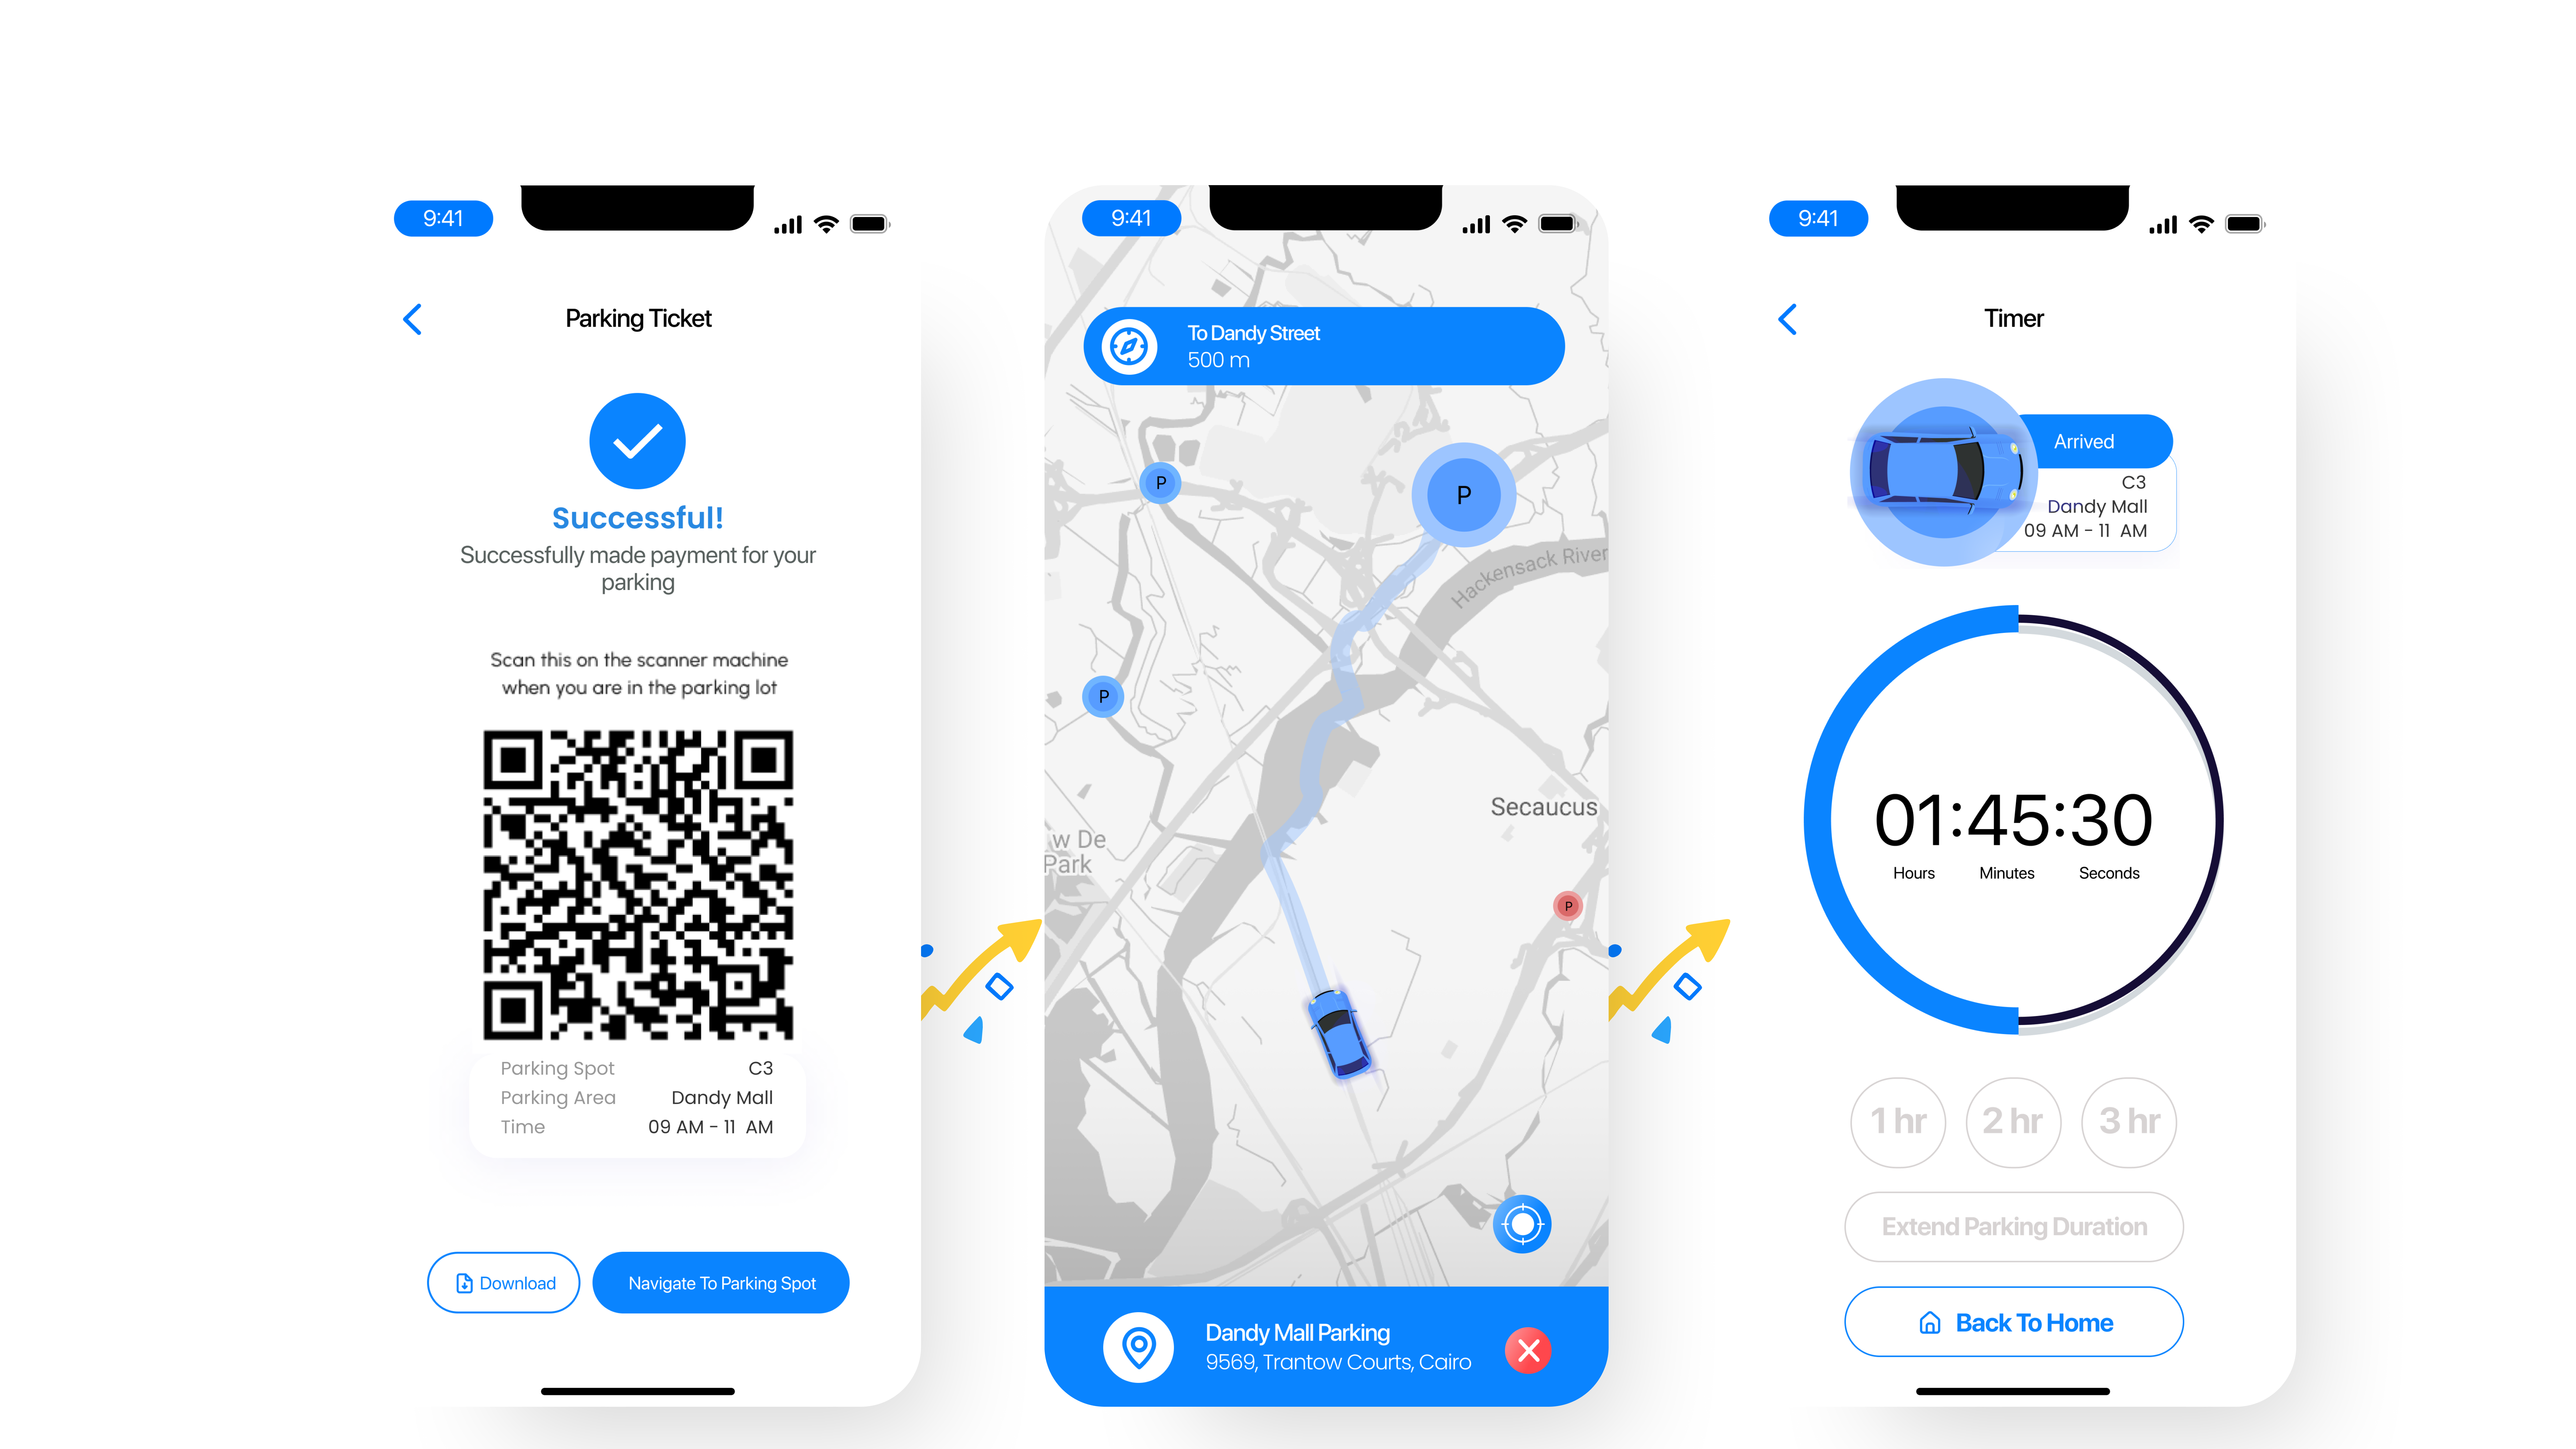 9:41
Parking Ticket
Successful!
Successfully made payment for your
parking
Scan this on the scanner machine
when you are in the parking lot
Parking Spot C3
Parking Area Dandy Mall
Time 09 AM - 11 AM
Download
Navigate To Parking Spot
9:41
To Dandy Street
500 m
P
P
P
Hackensack River
Secaucus
w De
Park
P
Dandy Mall Parking
9569, Trantow Courts, Cairo
9:41
Timer
Arrived
C3
Dandy Mall
09 AM - 11 AM
01:45:30
Hours Minutes Seconds
1 hr 2 hr 3 hr
Extend Parking Duration
Back To Home